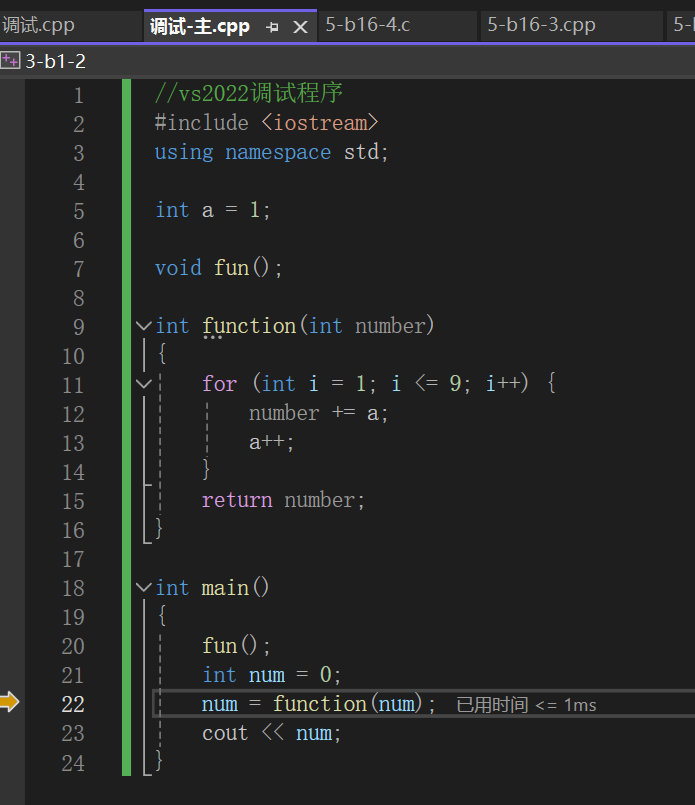 调试.cpp
调试-主.cpp
5-b16-4.c
5-b16-3.cpp
3-b1-2
1 //vs2022调试程序
2 #include <iostream>
3 using namespace std;
4
5 int a = 1;
6
7 void fun();
8
9 int function(int number)
10 {
11 for (int i = 1; i <= 9; i++) {
12 number += a;
13 a++;
14 }
15 return number;
16 }
17
18 int main()
19 {
20 fun();
21 int num = 0;
22 num = function(num); 已用时间 <= 1ms
23 cout << num;
24 }